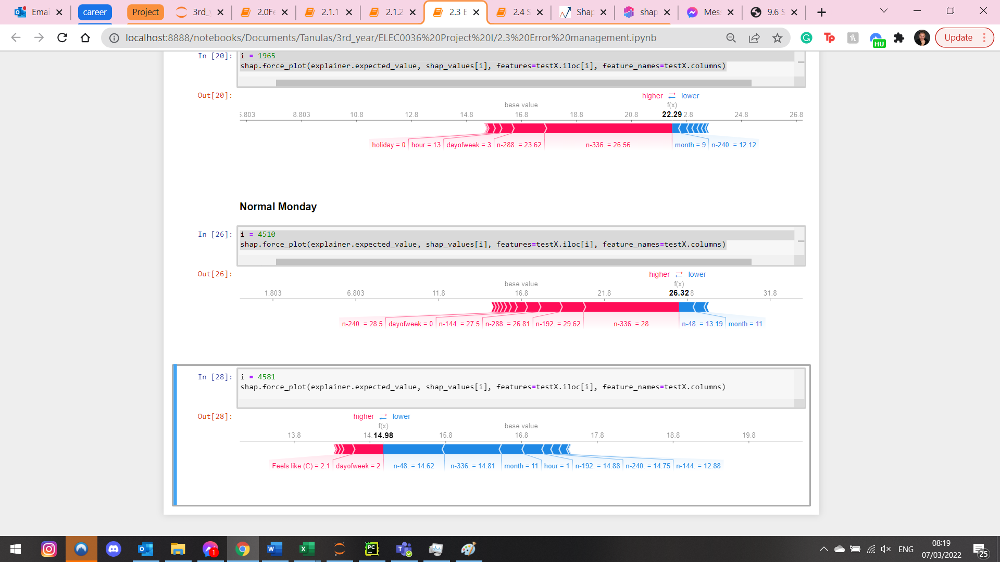 Emai
career
Project
3rd_y
2.0Fe
2.1.1
2.1.2
2.3 E
2.4 S
Shap
shap
Mes
9.6 S
localhost:8888/notebooks/Documents/Tanulas/3rd_year/ELEC0036%20Project%20I/2.3%20Error%20management.ipynb
HU
Update
In [20]:
i = 1965
shap.force_plot(explainer.expected_value, shap_values[i], features=testX.iloc[i], feature_names=testX.columns)
Out[20]:
higher ⇄ lower
base value f(x)
6.803 8.803 10.8 12.8 14.8 16.8 18.8 20.8 22.29 2.8 24.8 26.8
holiday = 0 hour = 13 dayofweek = 3 n-288. = 23.62 n-336. = 26.56 month = 9 n-240. = 12.12
Normal Monday
In [26]:
i = 4510
shap.force_plot(explainer.expected_value, shap_values[i], features=testX.iloc[i], feature_names=testX.columns)
Out[26]:
higher ⇄ lower
base value f(x)
1.803 6.803 11.8 16.8 21.8 26.32 8 31.8
n-240. = 28.5 dayofweek = 0 n-144. = 27.5 n-288. = 26.81 n-192. = 29.62 n-336. = 28 n-48. = 13.19 month = 11
In [28]:
i = 4581
shap.force_plot(explainer.expected_value, shap_values[i], features=testX.iloc[i], feature_names=testX.columns)
Out[28]:
higher ⇄ lower
f(x) base value
13.8 14. 14.98 15.8 16.8 17.8 18.8 19.8
Feels like (C) = 2.1 dayofweek = 2 n-48. = 14.62 n-336. = 14.81 month = 11 hour = 1 n-192. = 14.88 n-240. = 14.75 n-144. = 12.88
1
ENG
08:19
07/03/2022
25